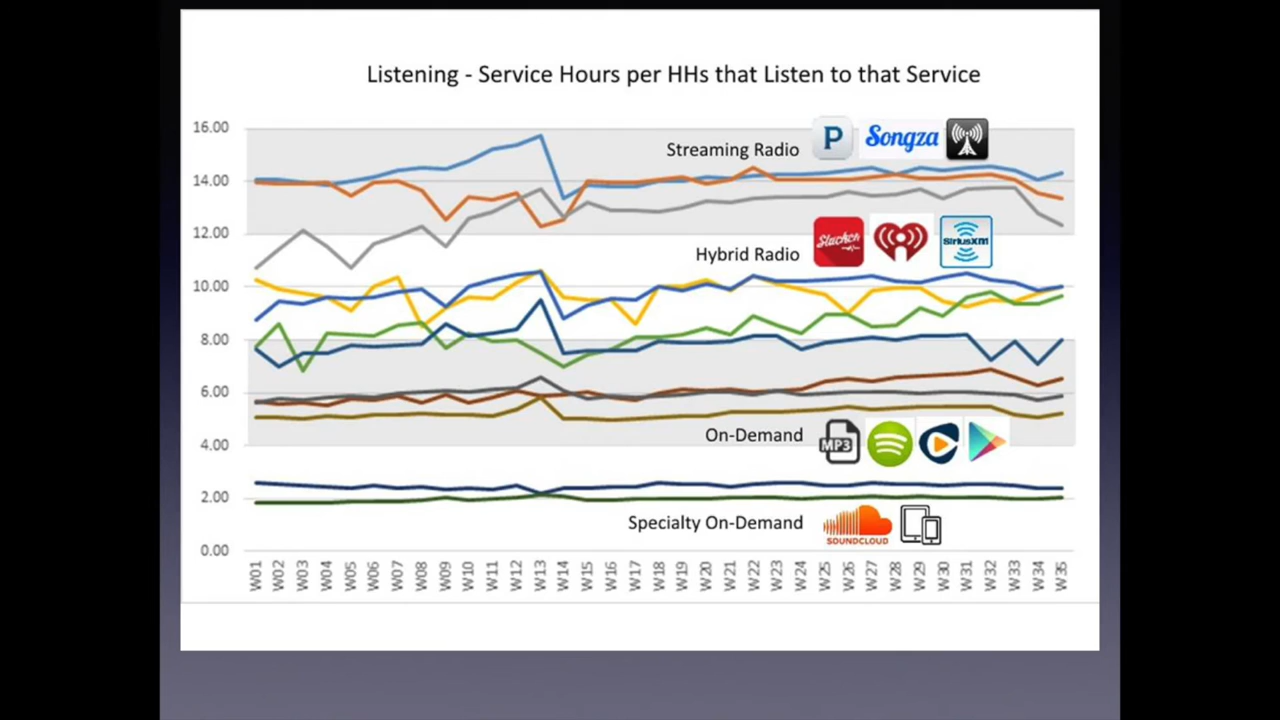 Listening - Service Hours per HHs that Listen to that Service
16.00
14.00
12.00
10.00
8.00
6.00
4.00
2.00
0.00
Streaming Radio
P
Songza
Hybrid Radio
Slacker
SiriusXM
On-Demand
MP3
Specialty On-Demand
SOUNDCLOUD
W01 W02 W03 W04 W05 W06 W07 W08 W09 W10 W11 W12 W13 W14 W15 W16 W17 W18 W19 W20 W21 W22 W23 W24 W25 W26 W27 W28 W29 W30 W31 W32 W33 W34 W35